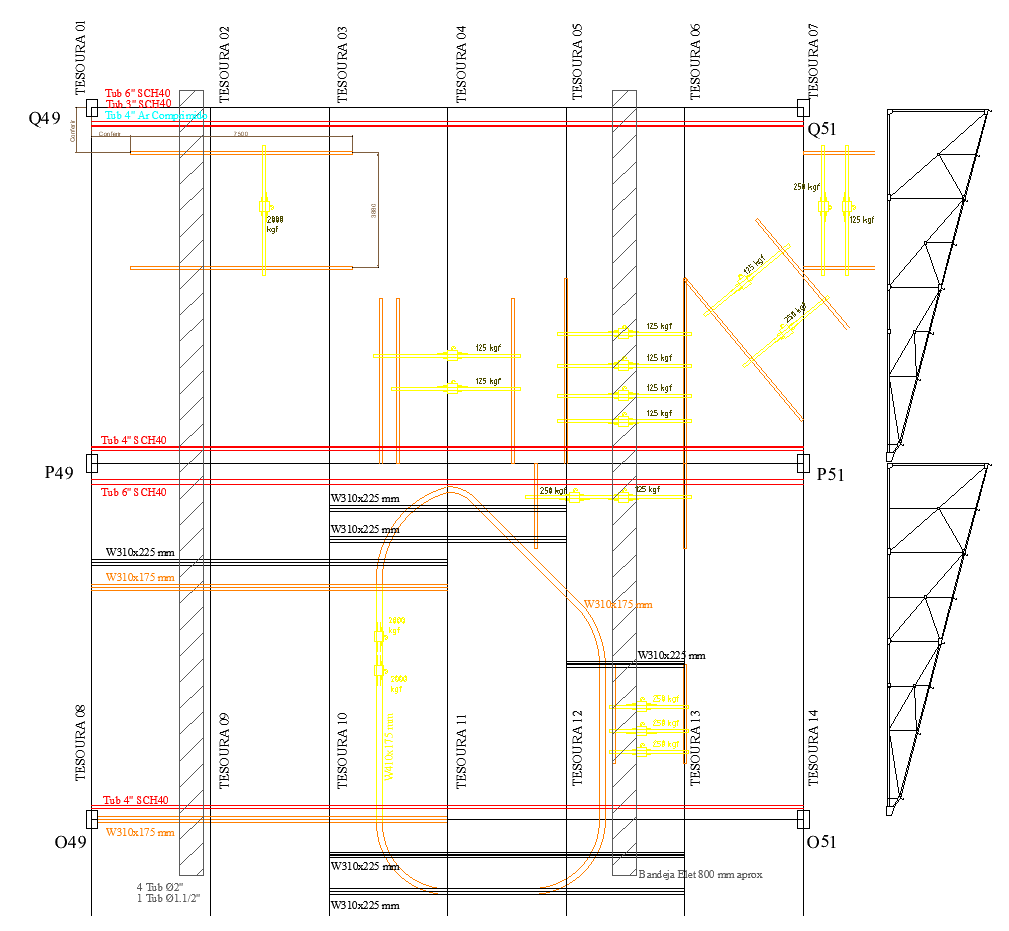 TESOURA 01
TESOURA 02
TESOURA 03
TESOURA 04
TESOURA 05
TESOURA 06
TESOURA 07
Tub 6" SCH40
Tub 3" SCH40
Tub 4" Ar Comprimido
Q49
Q51
Conferir
Conferir
7500
3880
2000
kgf
250 kgf
125 kgf
125 kgf
250 kgf
125 kgf
125 kgf
125 kgf
125 kgf
125 kgf
125 kgf
Tub 4" SCH40
P49
P51
Tub 6" SCH40
250 kgf
125 kgf
W310x225 mm
W310x225 mm
W310x225 mm
W310x175 mm
W310x175 mm
kgf
2000
kgf
W310x225 mm
250 kgf
250 kgf
W410x175 mm
TESOURA 08
TESOURA 09
TESOURA 10
TESOURA 11
TESOURA 12
TESOURA 13
TESOURA 14
Tub 4" SCH40
W310x175 mm
O49
O51
W310x225 mm
Bandeja Elet 800 mm aprox
4 Tub Ø2"
1 Tub Ø1.1/2"
W310x225 mm